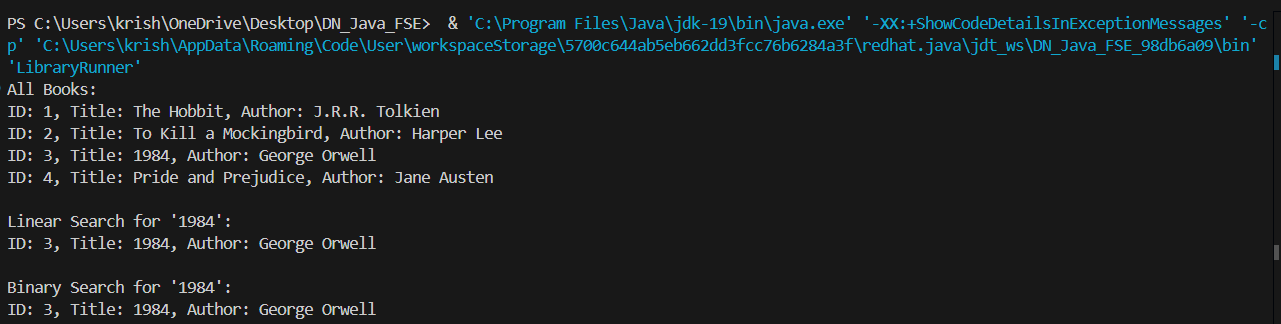 PS C:\Users\krish\OneDrive\Desktop\DN_Java_FSE>  & 'C:\Program Files\Java\jdk-19\bin\java.exe' '-XX:+ShowCodeDetailsInExceptionMessages' '-c
p' 'C:\Users\krish\AppData\Roaming\Code\User\workspaceStorage\5700c644ab5eb662dd3fcc76b6284a3f\redhat.java\jdt_ws\DN_Java_FSE_98db6a09\bin'
'LibraryRunner'
All Books:
ID: 1, Title: The Hobbit, Author: J.R.R. Tolkien
ID: 2, Title: To Kill a Mockingbird, Author: Harper Lee
ID: 3, Title: 1984, Author: George Orwell
ID: 4, Title: Pride and Prejudice, Author: Jane Austen

Linear Search for '1984':
ID: 3, Title: 1984, Author: George Orwell

Binary Search for '1984':
ID: 3, Title: 1984, Author: George Orwell